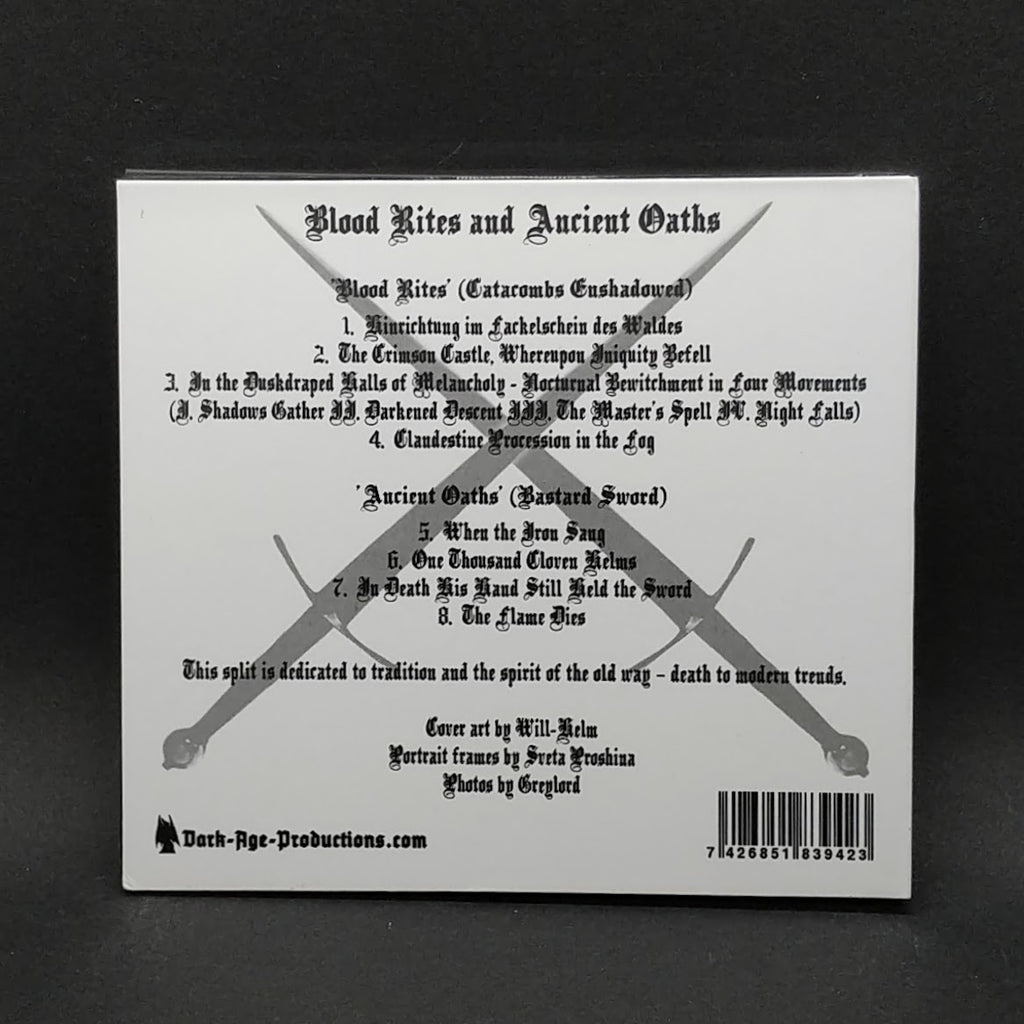 Blood Rites and Ancient Oaths
'Blood Rites' (Catacombs Enshadowed)
1. Hinrichtung im Fackelschein des Waldes
2. The Crimson Castle, Whereupon Iniquity Befell
3. In the Duskdraped Halls of Melancholy - Nocturnal Bewitchment in Four Movements
(I. Shadows Gather II. Darkened Descent III. The Master's Spell IV. Night Falls)
4. Clandestine Procession in the Fog
'Ancient Oaths' (Bastard Sword)
5. When the Iron Sang
6. One Thousand Cloven Helms
7. In Death His Hand Still Held the Sword
8. The Flame Dies
This split is dedicated to tradition and the spirit of the old way – death to modern trends.
Cover art by Will-Helm
Portrait frames by Sveta Proshina
Photos by Greylord
Dark-Age-Productions.com
7 426851 839423